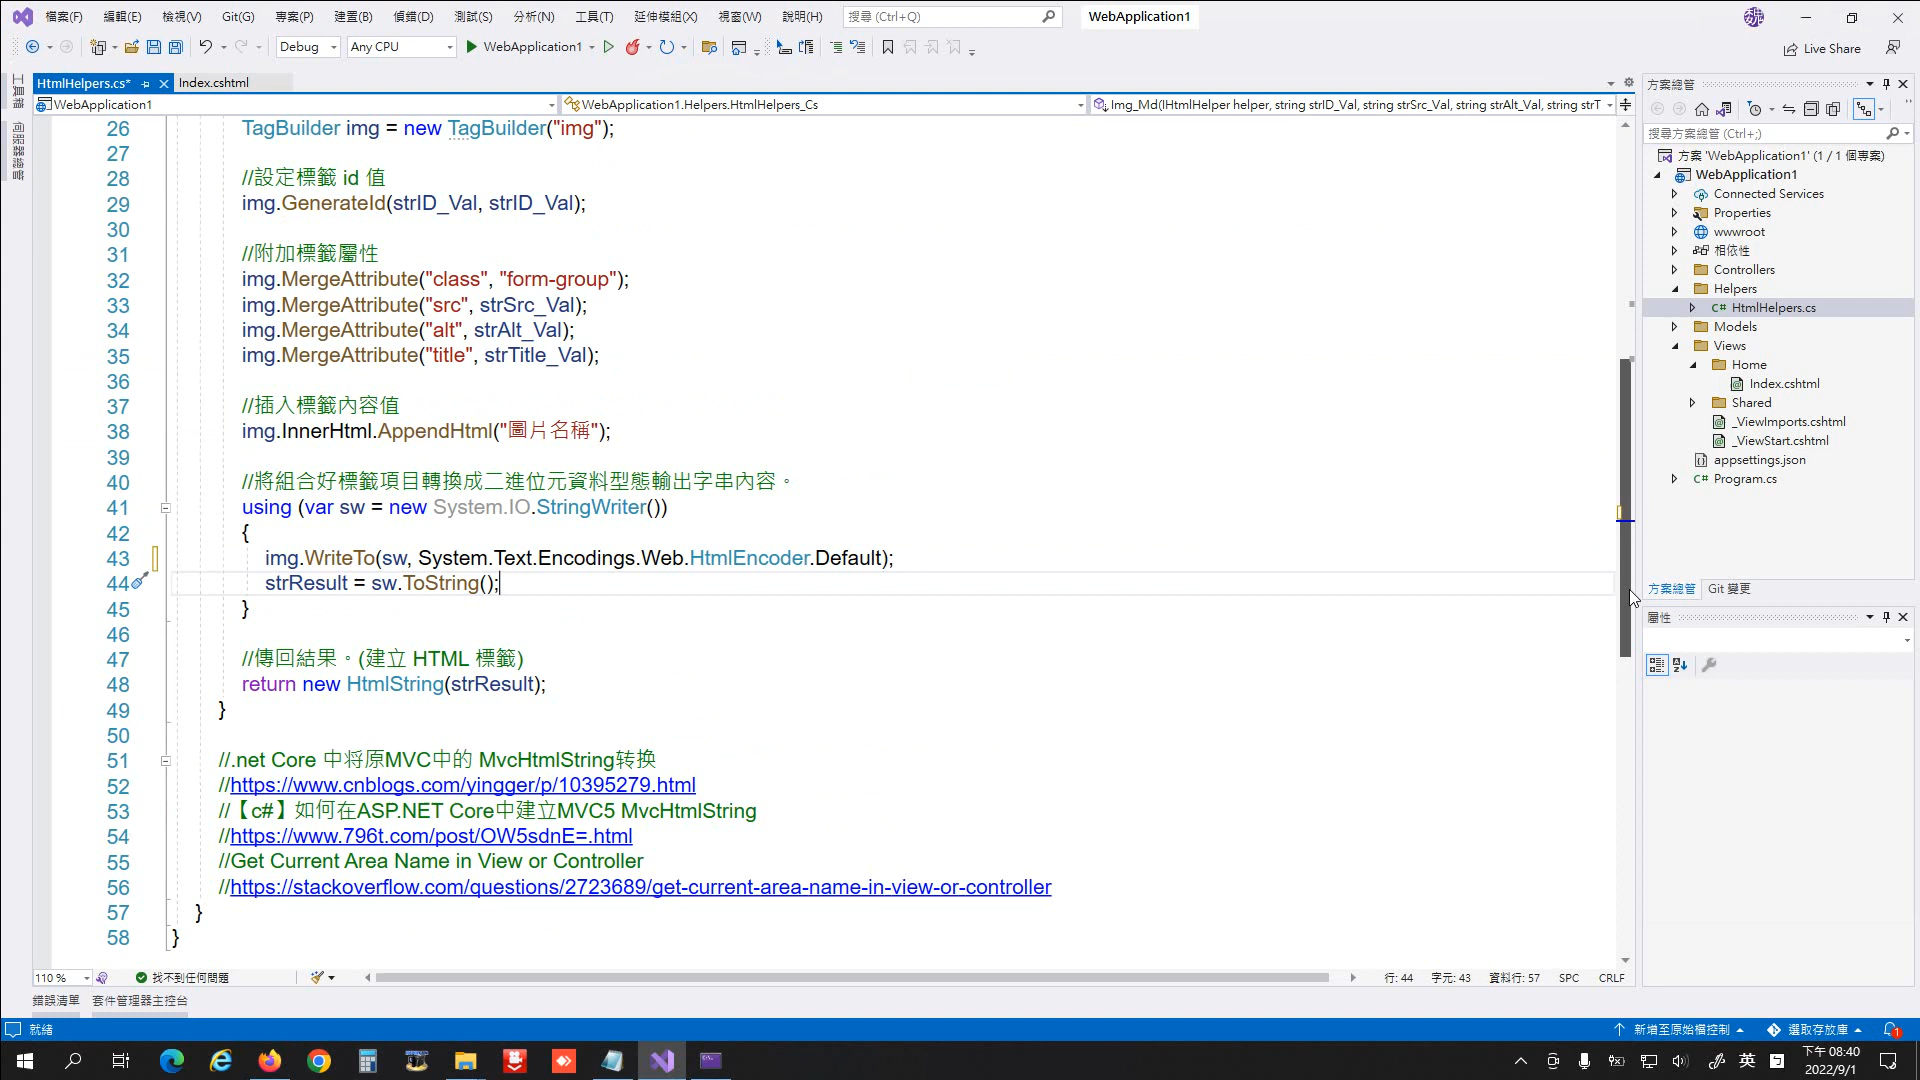 檔案(F) 編輯(E) 檢視(V) Git(G) 專案(P) 建置(B) 偵錯(D) 測試(S) 分析(N) 工具(T) 延伸模組(X) 視窗(W) 說明(H) 搜尋 (Ctrl+Q) WebApplication1
Debug Any CPU WebApplication1 Live Share
HtmlHelpers.cs* Index.cshtml
WebApplication1 WebApplication1.Helpers.HtmlHelpers_Cs Img_Md(IHtmlHelper helper, string strID_Val, string strSrc_Val, string strAlt_Val, string strT
工具箱
伺服器總管
26 TagBuilder img = new TagBuilder("img");
27
28 //設定標籤 id 值
29 img.GenerateId(strID_Val, strID_Val);
30
31 //附加標籤屬性
32 img.MergeAttribute("class", "form-group");
33 img.MergeAttribute("src", strSrc_Val);
34 img.MergeAttribute("alt", strAlt_Val);
35 img.MergeAttribute("title", strTitle_Val);
36
37 //插入標籤內容值
38 img.InnerHtml.AppendHtml("圖片名稱");
39
40 //將組合好標籤項目轉換成二進位元資料型態輸出字串內容。
41 using (var sw = new System.IO.StringWriter())
42 {
43 img.WriteTo(sw, System.Text.Encodings.Web.HtmlEncoder.Default);
44 strResult = sw.ToString();
45 }
46
47 //傳回結果。(建立 HTML 標籤)
48 return new HtmlString(strResult);
49 }
50
51 //.net Core 中将原MVC中的 MvcHtmlString转换
52 //https://www.cnblogs.com/yingger/p/10395279.html
53 //【c#】如何在ASP.NET Core中建立MVC5 MvcHtmlString
54 //https://www.796t.com/post/OW5sdnE=.html
55 //Get Current Area Name in View or Controller
56 //https://stackoverflow.com/questions/2723689/get-current-area-name-in-view-or-controller
57 }
58 }
110 % 找不到任何問題 行: 44 字元: 43 資料行: 57 SPC CRLF
錯誤清單 套件管理器主控台
方案總管
搜尋方案總管 (Ctrl+;)
方案 'WebApplication1' (1 / 1 個專案)
WebApplication1
Connected Services
Properties
wwwroot
相依性
Controllers
Helpers
C# HtmlHelpers.cs
Models
Views
Home
Index.cshtml
Shared
_ViewImports.cshtml
_ViewStart.cshtml
appsettings.json
C# Program.cs
方案總管 Git 變更
屬性
就緒 新增至原始檔控制 選取存放庫 1
英 下午 08:40
2022/9/1